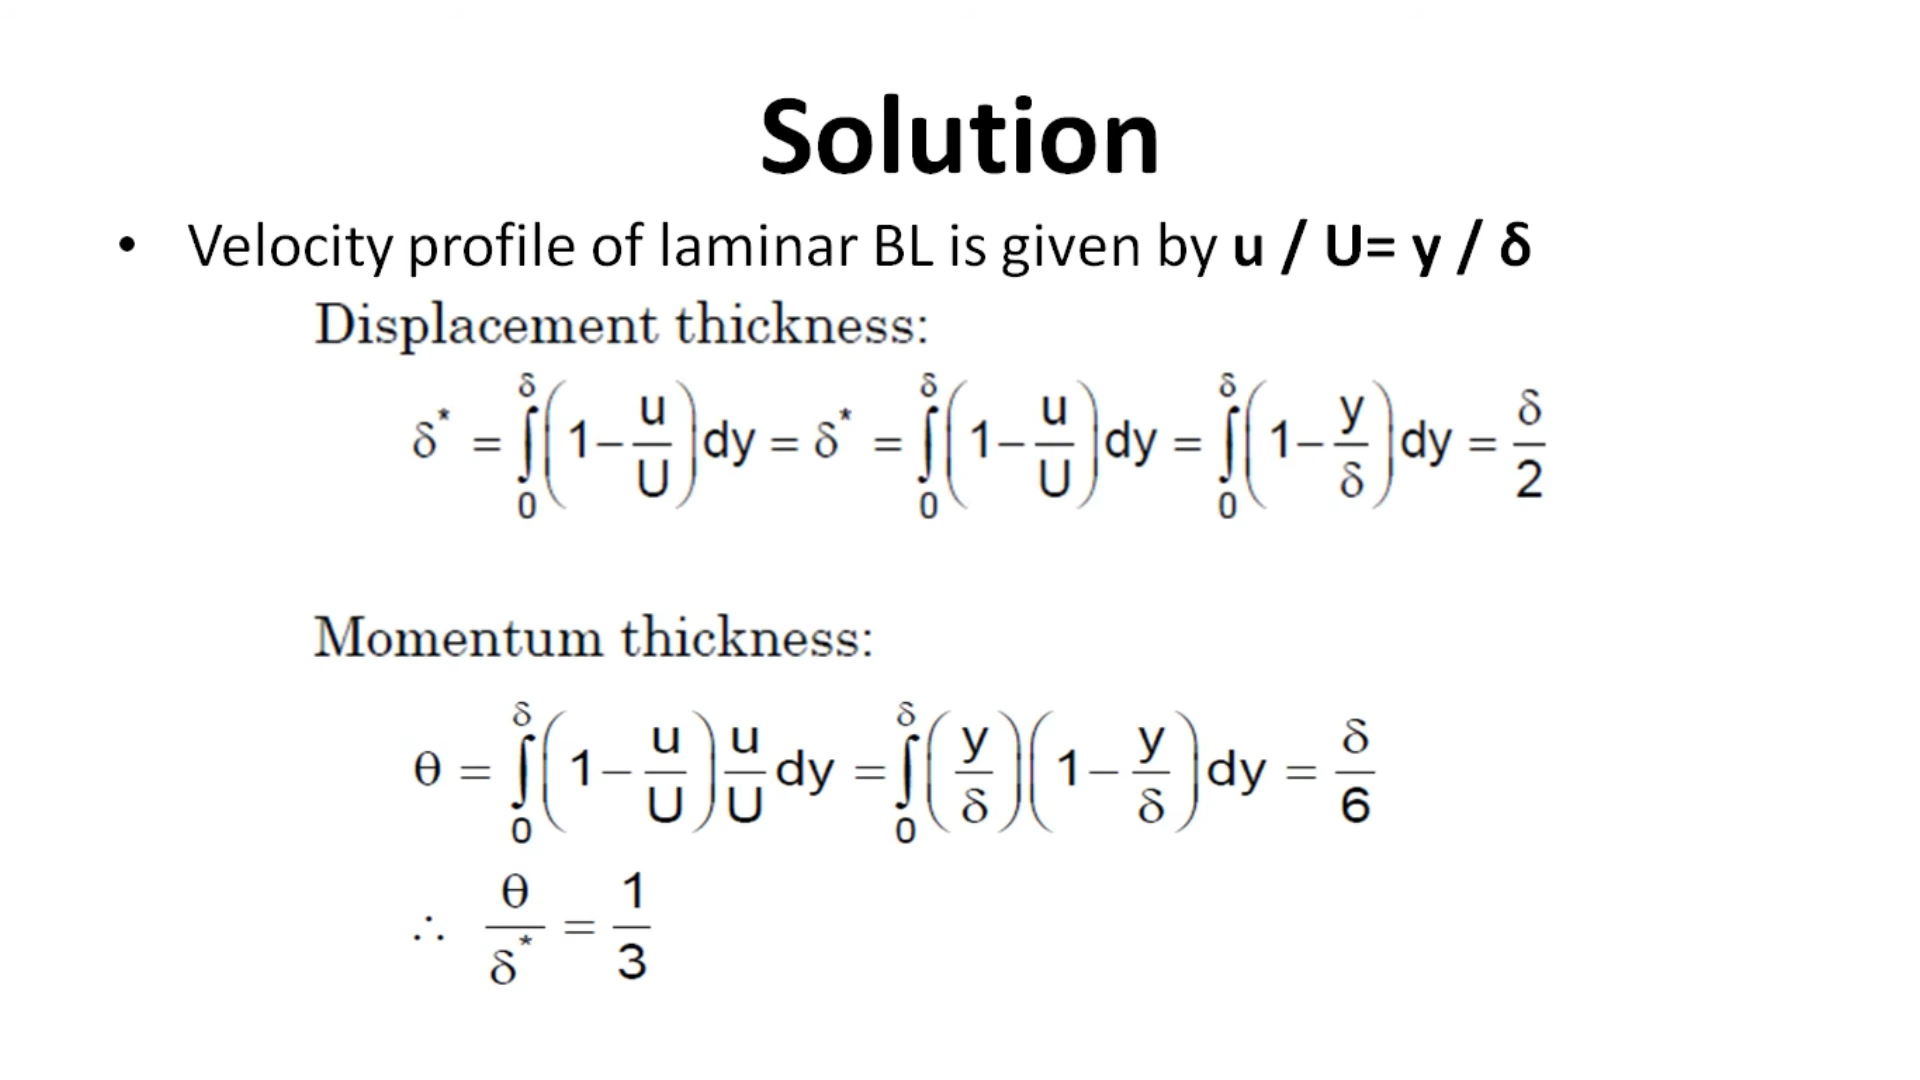 Solution
• Velocity profile of laminar BL is given by u / U= y / δ
Displacement thickness:
δ* = ∫₀^δ (1 − u/U) dy = δ* = ∫₀^δ (1 − u/U) dy = ∫₀^δ (1 − y/δ) dy = δ/2
Momentum thickness:
θ = ∫₀^δ (1 − u/U) u/U dy = ∫₀^δ (y/δ)(1 − y/δ) dy = δ/6
∴ θ/δ* = 1/3